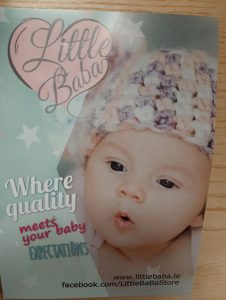 Little
Baba
Where
quality
meets
your baby
EXPECTATIONS
www.littlebaba.ie
facebook.com/LittleBaBaStore